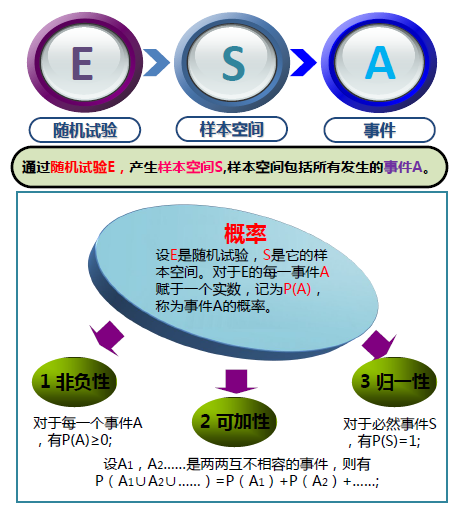 E
S
A
随机试验
样本空间
事件
通过随机试验E，产生样本空间S,样本空间包括所有发生的事件A。
概率
设E是随机试验，S是它的样
本空间。对于E的每一事件A
赋于一个实数，记为P(A)，
称为事件A的概率。
1 非负性
对于每一个事件A
，有P(A)≥0;
2 可加性
设A1，A2……是两两互不相容的事件，则有
P（A1∪A2∪……）=P（A1）+P（A2）+……;
3 归一性
对于必然事件S
，有P(S)=1;